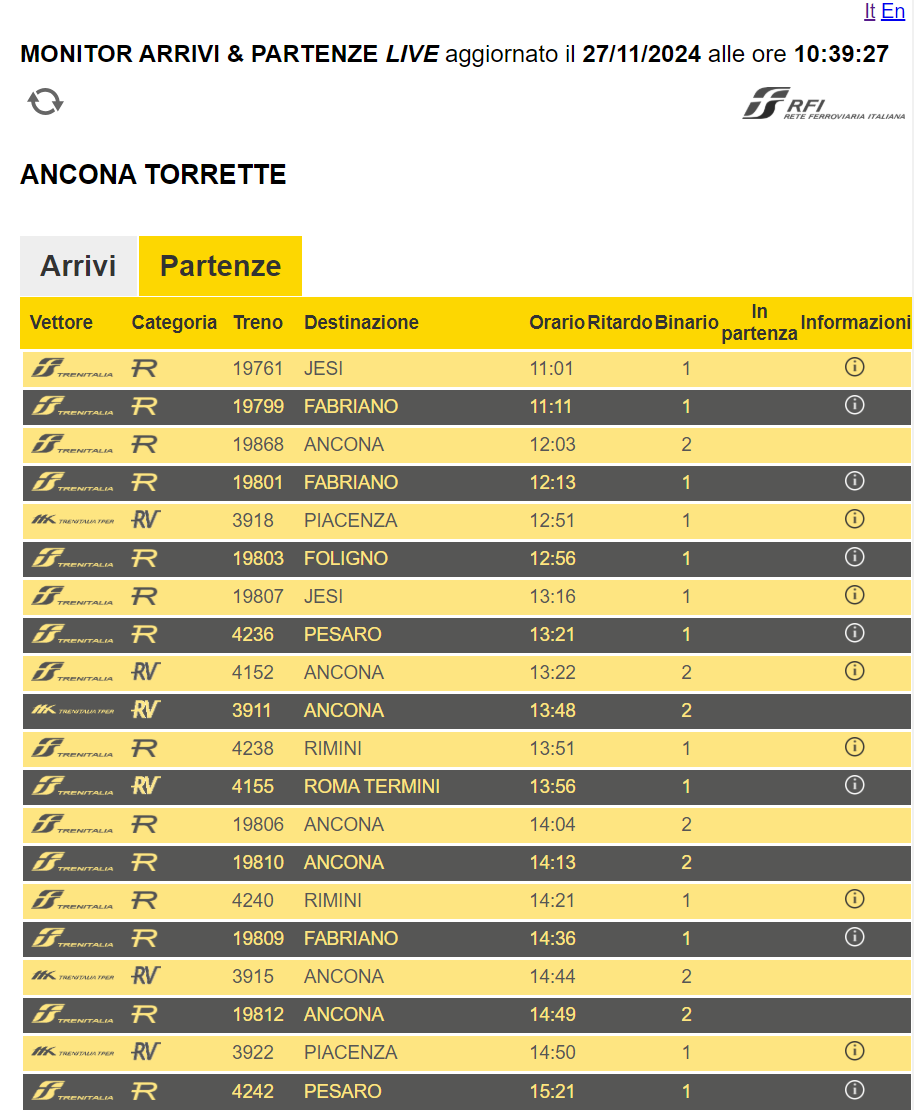 It En
MONITOR ARRIVI & PARTENZE LIVE aggiornato il 27/11/2024 alle ore 10:39:27
RFI
RETE FERROVIARIA ITALIANA
ANCONA TORRETTE
Arrivi Partenze
Vettore Categoria Treno Destinazione Orario Ritardo Binario In partenza Informazioni
TRENITALIA R 19761 JESI 11:01 1 i
TRENITALIA R 19799 FABRIANO 11:11 1 i
TRENITALIA R 19868 ANCONA 12:03 2
TRENITALIA R 19801 FABRIANO 12:13 1 i
TRENITALIA TPER RV 3918 PIACENZA 12:51 1 i
TRENITALIA R 19803 FOLIGNO 12:56 1 i
TRENITALIA R 19807 JESI 13:16 1 i
TRENITALIA R 4236 PESARO 13:21 1 i
TRENITALIA RV 4152 ANCONA 13:22 2 i
TRENITALIA TPER RV 3911 ANCONA 13:48 2
TRENITALIA R 4238 RIMINI 13:51 1 i
TRENITALIA RV 4155 ROMA TERMINI 13:56 1 i
TRENITALIA R 19806 ANCONA 14:04 2
TRENITALIA R 19810 ANCONA 14:13 2
TRENITALIA R 4240 RIMINI 14:21 1 i
TRENITALIA R 19809 FABRIANO 14:36 1 i
TRENITALIA TPER RV 3915 ANCONA 14:44 2
TRENITALIA R 19812 ANCONA 14:49 2
TRENITALIA TPER RV 3922 PIACENZA 14:50 1 i
TRENITALIA R 4242 PESARO 15:21 1 i